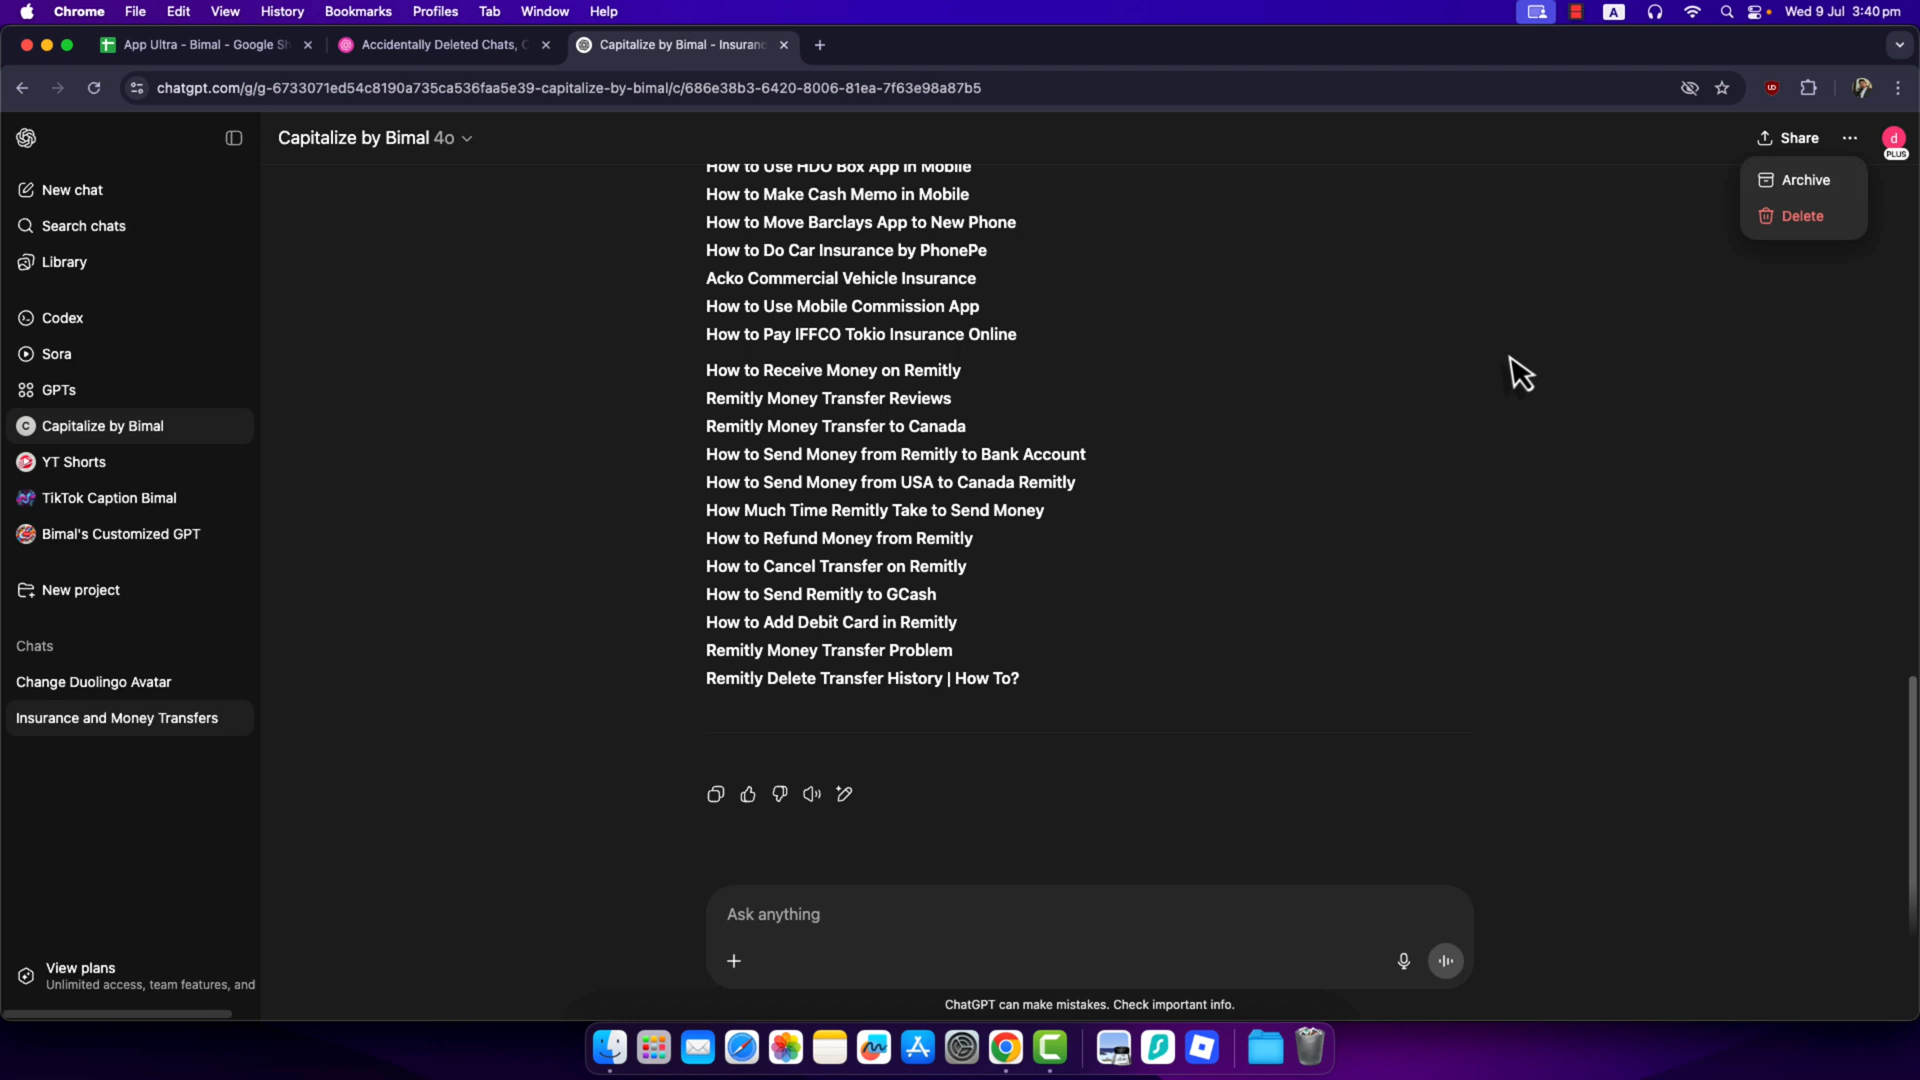 Chrome File Edit View History Bookmarks Profiles Tab Window Help A Wed 9 Jul 3:40 pm
App Ultra - Bimal - Google Sh Accidentally Deleted Chats, C Capitalize by Bimal - Insuranc
chatgpt.com/g/g-6733071ed54c8190a735ca536faa5e39-capitalize-by-bimal/c/686e38b3-6420-8006-81ea-7f63e98a87b5
Capitalize by Bimal 4o
Share
d
PLUS
Archive
Delete
New chat
Search chats
Library
Codex
Sora
GPTs
C Capitalize by Bimal
YT Shorts
TikTok Caption Bimal
Bimal's Customized GPT
New project
Chats
Change Duolingo Avatar
Insurance and Money Transfers
View plans
Unlimited access, team features, and
How to Use HDO Box App in Mobile
How to Make Cash Memo in Mobile
How to Move Barclays App to New Phone
How to Do Car Insurance by PhonePe
Acko Commercial Vehicle Insurance
How to Use Mobile Commission App
How to Pay IFFCO Tokio Insurance Online
How to Receive Money on Remitly
Remitly Money Transfer Reviews
Remitly Money Transfer to Canada
How to Send Money from Remitly to Bank Account
How to Send Money from USA to Canada Remitly
How Much Time Remitly Take to Send Money
How to Refund Money from Remitly
How to Cancel Transfer on Remitly
How to Send Remitly to GCash
How to Add Debit Card in Remitly
Remitly Money Transfer Problem
Remitly Delete Transfer History | How To?
Ask anything
ChatGPT can make mistakes. Check important info.